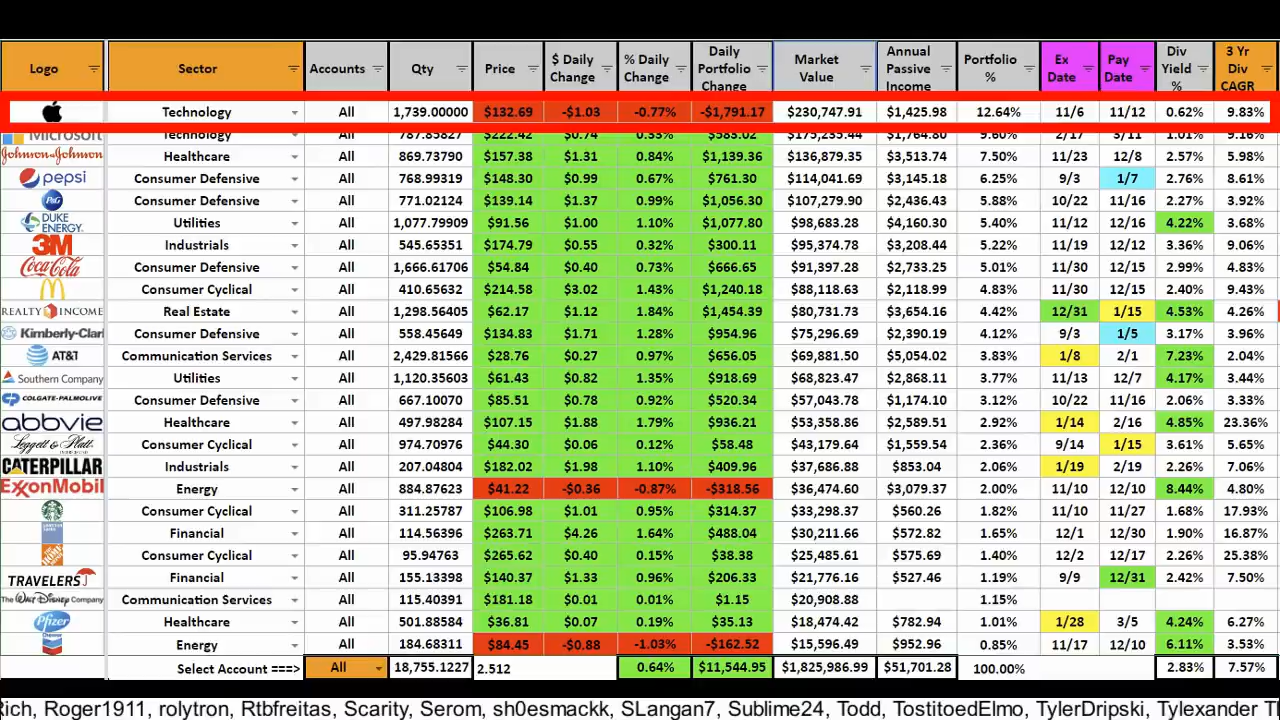 Logo Sector Accounts Qty Price $ Daily Change % Daily Change Daily Portfolio Change Market Value Annual Passive Income Portfolio % Ex Date Pay Date Div Yield % 3 Yr Div CAGR
Technology All 1,739.00000 $132.69 -$1.03 -0.77% -$1,791.17 $230,747.91 $1,425.98 12.64% 11/6 11/12 0.62% 9.83%
Microsoft Technology All 787.85827 $222.42 $0.74 0.33% $583.02 $175,235.44 $1,764.80 9.60% 2/17 3/11 1.01% 9.16%
Johnson & Johnson Healthcare All 869.73790 $157.38 $1.31 0.84% $1,139.36 $136,879.35 $3,513.74 7.50% 11/23 12/8 2.57% 5.98%
pepsi Consumer Defensive All 768.99319 $148.30 $0.99 0.67% $761.30 $114,041.69 $3,145.18 6.25% 9/3 1/7 2.76% 8.61%
P&G Consumer Defensive All 771.02124 $139.14 $1.37 0.99% $1,056.30 $107,279.90 $2,436.43 5.88% 10/22 11/16 2.27% 3.92%
DUKE ENERGY Utilities All 1,077.79909 $91.56 $1.00 1.10% $1,077.80 $98,683.28 $4,160.30 5.40% 11/12 12/16 4.22% 3.68%
3M Industrials All 545.65351 $174.79 $0.55 0.32% $300.11 $95,374.78 $3,208.44 5.22% 11/19 12/12 3.36% 9.06%
Coca-Cola Consumer Defensive All 1,666.61706 $54.84 $0.40 0.73% $666.65 $91,397.28 $2,733.25 5.01% 11/30 12/15 2.99% 4.83%
Consumer Cyclical All 410.65632 $214.58 $3.02 1.43% $1,240.18 $88,118.63 $2,118.99 4.83% 11/30 12/15 2.40% 9.43%
REALTY INCOME Real Estate All 1,298.56405 $62.17 $1.12 1.84% $1,454.39 $80,731.73 $3,654.16 4.42% 12/31 1/15 4.53% 4.26%
Kimberly-Clar Consumer Defensive All 558.45649 $134.83 $1.71 1.28% $954.96 $75,296.69 $2,390.19 4.12% 9/3 1/5 3.17% 3.96%
AT&T Communication Services All 2,429.81566 $28.76 $0.27 0.97% $656.05 $69,881.50 $5,054.02 3.83% 1/8 2/1 7.23% 2.04%
Southern Company Utilities All 1,120.35603 $61.43 $0.82 1.35% $918.69 $68,823.47 $2,868.11 3.77% 11/13 12/7 4.17% 3.44%
COLGATE-PALMOLIVE Consumer Defensive All 667.10070 $85.51 $0.78 0.92% $520.34 $57,043.78 $1,174.10 3.12% 10/22 11/16 2.06% 3.33%
abbvie Healthcare All 497.98284 $107.15 $1.88 1.79% $936.21 $53,358.86 $2,589.51 2.92% 1/14 2/16 4.85% 23.36%
Leggett & Platt Consumer Cyclical All 974.70976 $44.30 $0.06 0.12% $58.48 $43,179.64 $1,559.54 2.36% 9/14 1/15 3.61% 5.65%
CATERPILLAR Industrials All 207.04804 $182.02 $1.98 1.10% $409.96 $37,686.88 $853.04 2.06% 1/19 2/19 2.26% 7.06%
ExxonMobil Energy All 884.87623 $41.22 -$0.36 -0.87% -$318.56 $36,474.60 $3,079.37 2.00% 11/10 12/10 8.44% 4.80%
Consumer Cyclical All 311.25787 $106.98 $1.01 0.95% $314.37 $33,298.37 $560.26 1.82% 11/10 11/27 1.68% 17.93%
Financial All 114.56396 $263.71 $4.26 1.64% $488.04 $30,211.66 $572.82 1.90% 12/1 12/30 1.90% 16.87%
Consumer Cyclical All 95.94763 $265.62 $0.40 0.15% $38.38 $25,485.61 $575.69 1.40% 12/2 12/17 2.26% 25.38%
TRAVELERS Financial All 155.13398 $140.37 $1.33 0.96% $206.33 $21,776.16 $527.46 1.19% 9/9 12/31 2.42% 7.50%
The Walt Disney Company Communication Services All 115.40391 $181.18 $0.01 0.01% $1.15 $20,908.88 1.15%
Pfizer Healthcare All 501.88584 $36.81 $0.07 0.19% $35.13 $18,474.42 $782.94 1.01% 1/28 3/5 4.24% 6.27%
Chevron Energy All 184.68311 $84.45 -$0.88 -1.03% -$162.52 $15,596.49 $952.96 0.85% 11/17 12/10 6.11% 3.53%
Select Account ===> All 18,755.1227 2.512 0.64% $11,544.95 $1,825,986.99 $51,701.28 100.00% 2.83% 7.57%
Rich, Roger1911, rolytron, Rtbfreitas, Scarity, Serom, sh0esmackk, SLangan7, Sublime24, Todd, TostitoedElmo, TylerDripski, Tylexander T